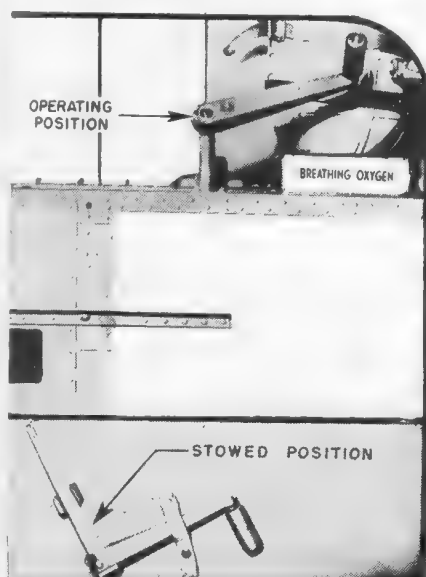 OPERATING
POSITION
BREATHING OXYGEN
STOWED POSITION